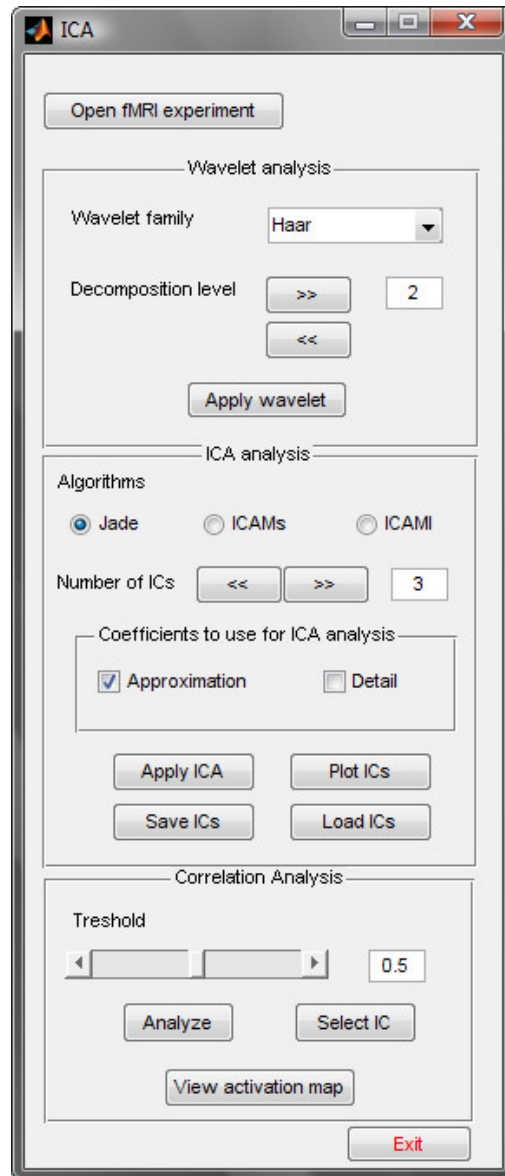 ICA
Open fMRI experiment
Wavelet analysis
Wavelet family Haar
Decomposition level >> 2
<<
Apply wavelet
ICA analysis
Algorithms
Jade ICAMs ICAMI
Number of ICs << >> 3
Coefficients to use for ICA analysis
Approximation Detail
Apply ICA Plot ICs
Save ICs Load ICs
Correlation Analysis
Treshold
0.5
Analyze Select IC
View activation map
Exit